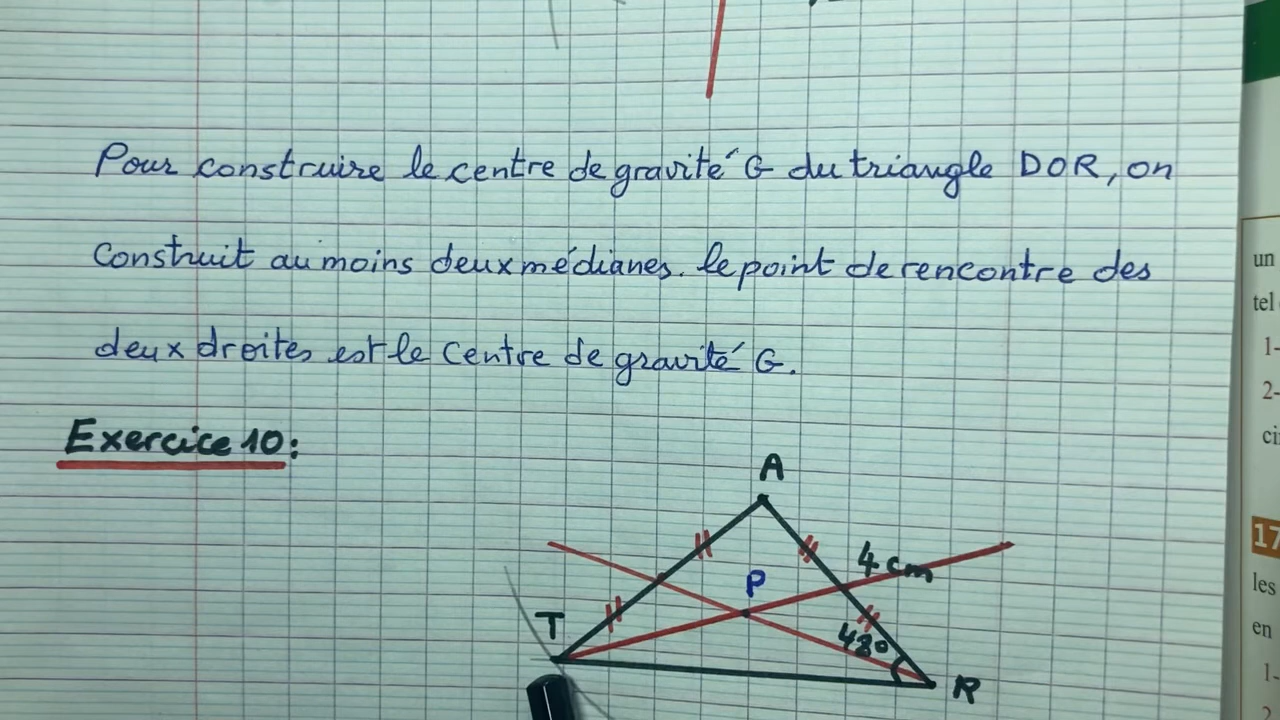 Pour construire le centre de gravité G du triangle DOR, on
construit au moins deux médianes. le point de rencontre des
deux droites est le centre de gravité G.
Exercice 10:
A
4 cm
P
T
48°
R
un
tel
1-
2-
17
les
en
1-
2